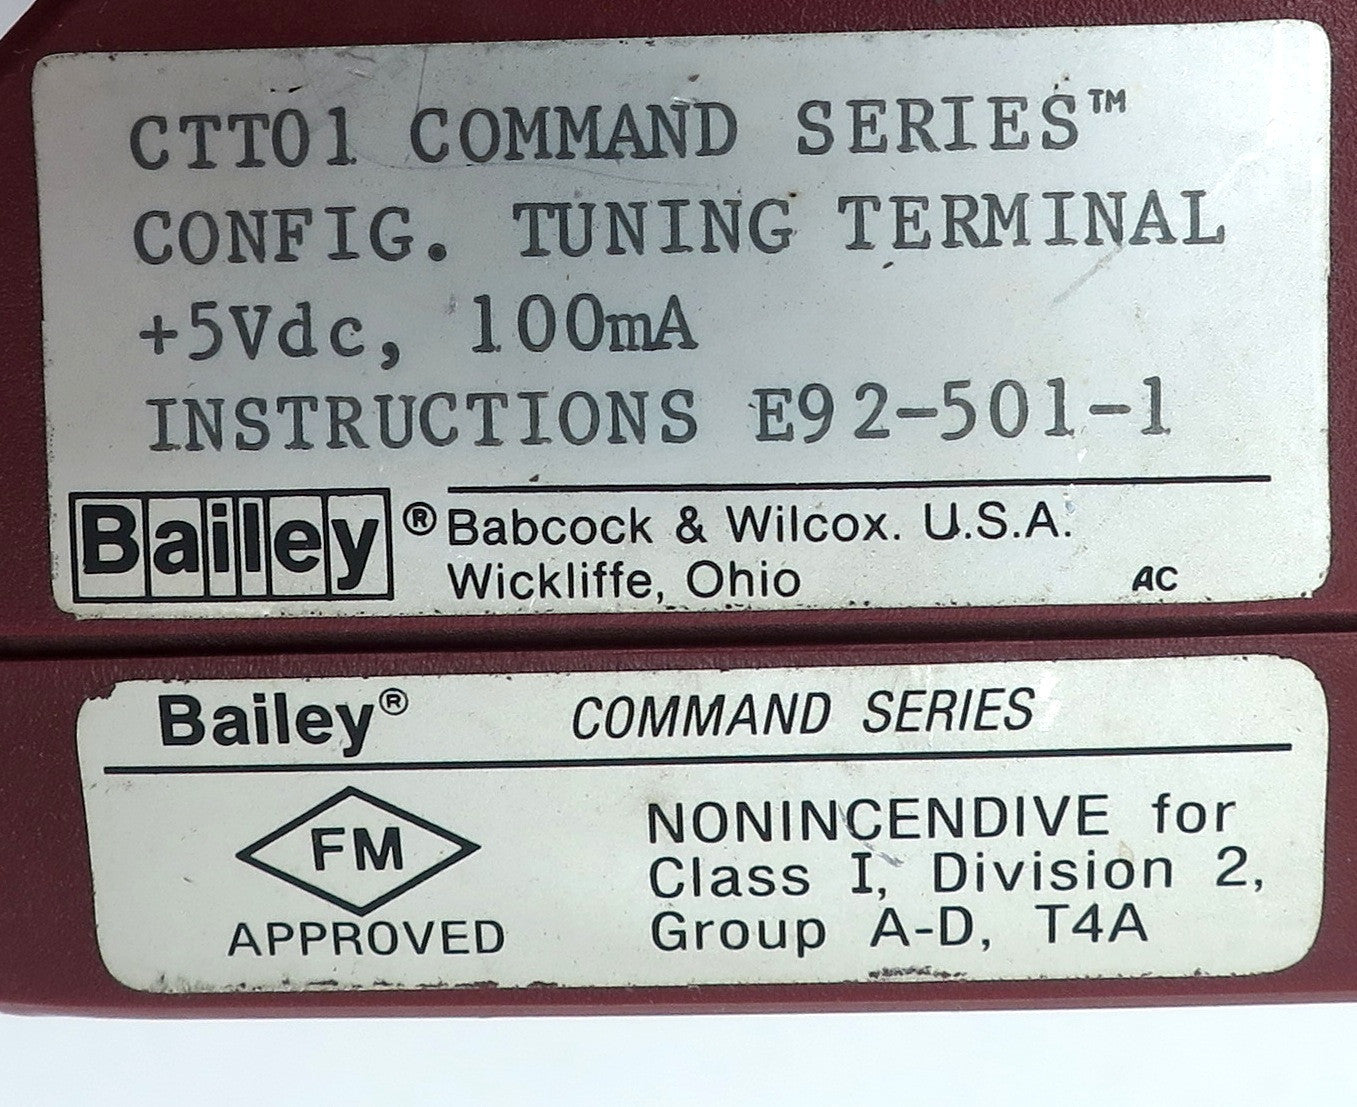 CTT01 COMMAND SERIES™
CONFIG. TUNING TERMINAL
+5Vdc, 100mA
INSTRUCTIONS E92-501-1
Bailey® Babcock & Wilcox. U.S.A.
Wickliffe, Ohio AC
Bailey® COMMAND SERIES
FM
APPROVED
NONINCENDIVE for
Class I, Division 2,
Group A-D, T4A